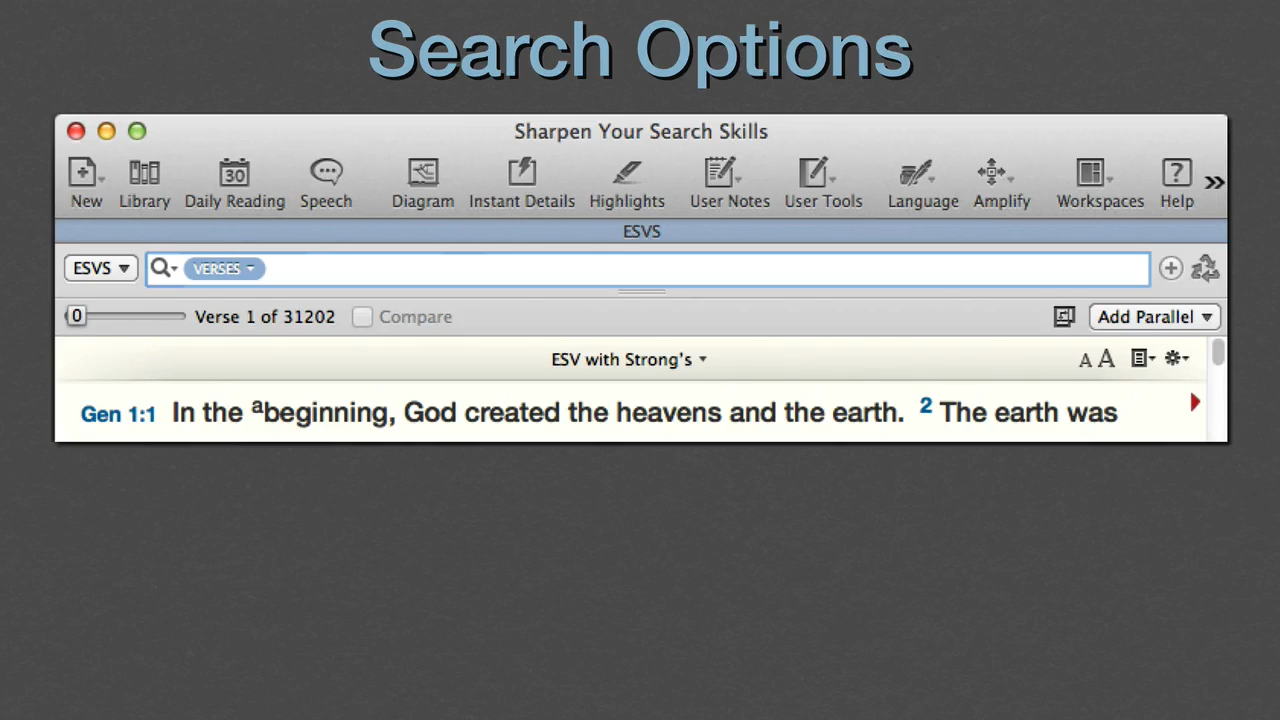 Search Options
Sharpen Your Search Skills
30
New Library Daily Reading Speech Diagram Instant Details Highlights User Notes User Tools Language Amplify Workspaces Help
ESVS
ESVS VERSES
0 Verse 1 of 31202 Compare Add Parallel
ESV with Strong's A A
Gen 1:1 In the a beginning, God created the heavens and the earth. 2 The earth was